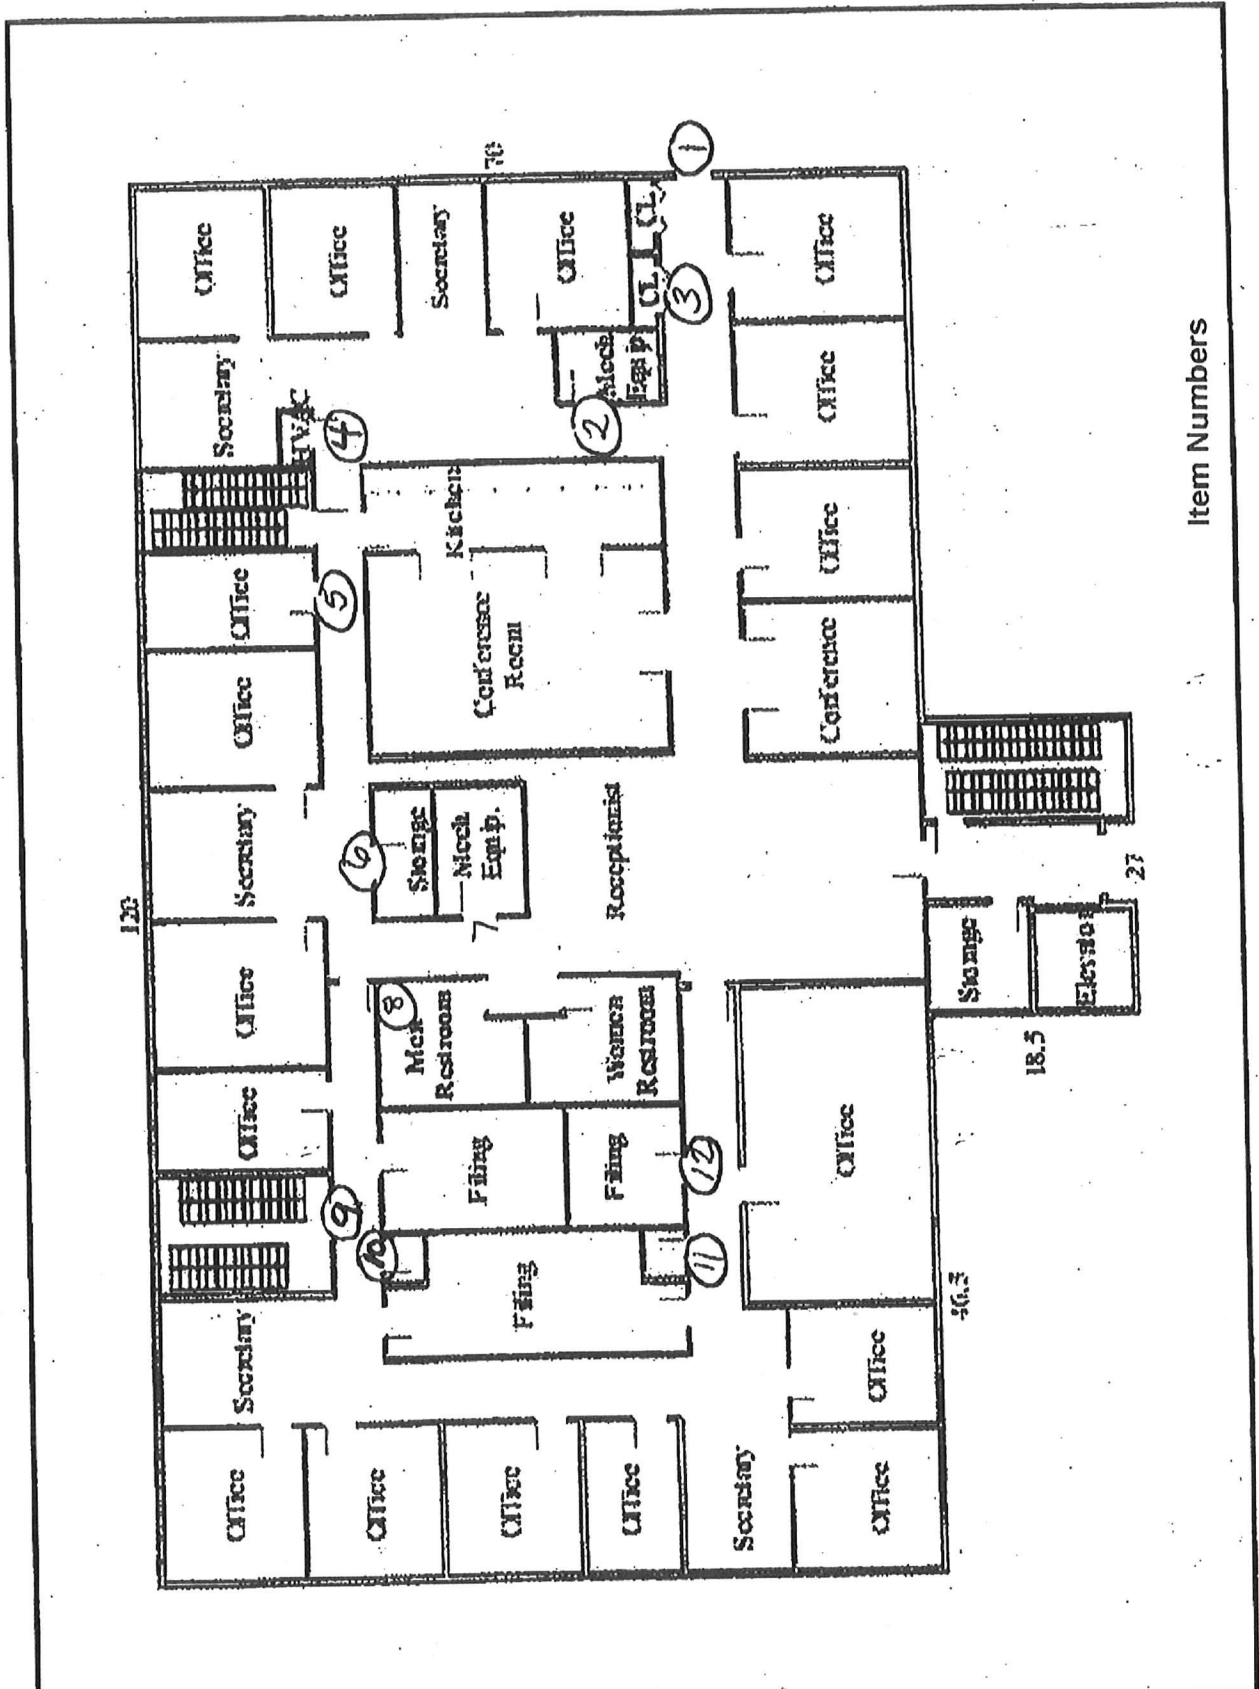 120
Office
Secretary
Office
Office
Secretary
Office
Office
Secretary
Office
HVAC
Office
9
5
4
Office
10
8
Men
Restroom
6
Storage
Mech
Equip.
Kitchen
Secretary
Filing
7
Conference
Room
70
Office
Filing
Office
2
Mech
Equip
Office
Filing
Women
Restroom
Receptionist
CL
CL
11
12
3
1
Secretary
Office
Conference
Office
Office
Office
Office
Office
46.3
Storage
18.5
Elevator
27
Item Numbers